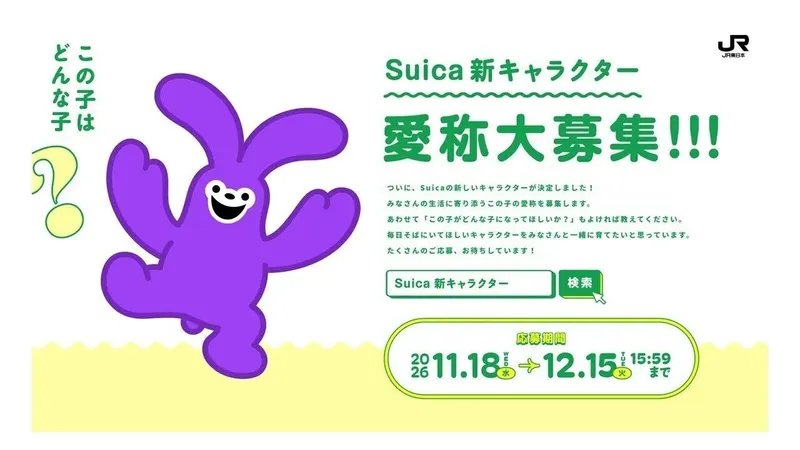 この子は
どんな子
?
JR
JR東日本
Suica 新キャラクター
愛称大募集!!!
ついに、Suicaの新しいキャラクターが決定しました!
みなさんの生活に寄り添うこの子の愛称を募集します。
あわせて「この子がどんな子になってほしいか?」もよければ教えてください。
毎日そばにいてほしいキャラクターをみなさんと一緒に育てたいと思っています。
たくさんのご応募、お待ちしています!
Suica 新キャラクター 検索
応募期間
2026 11.18 WED 水 → 12.15 TUE 火 15:59まで